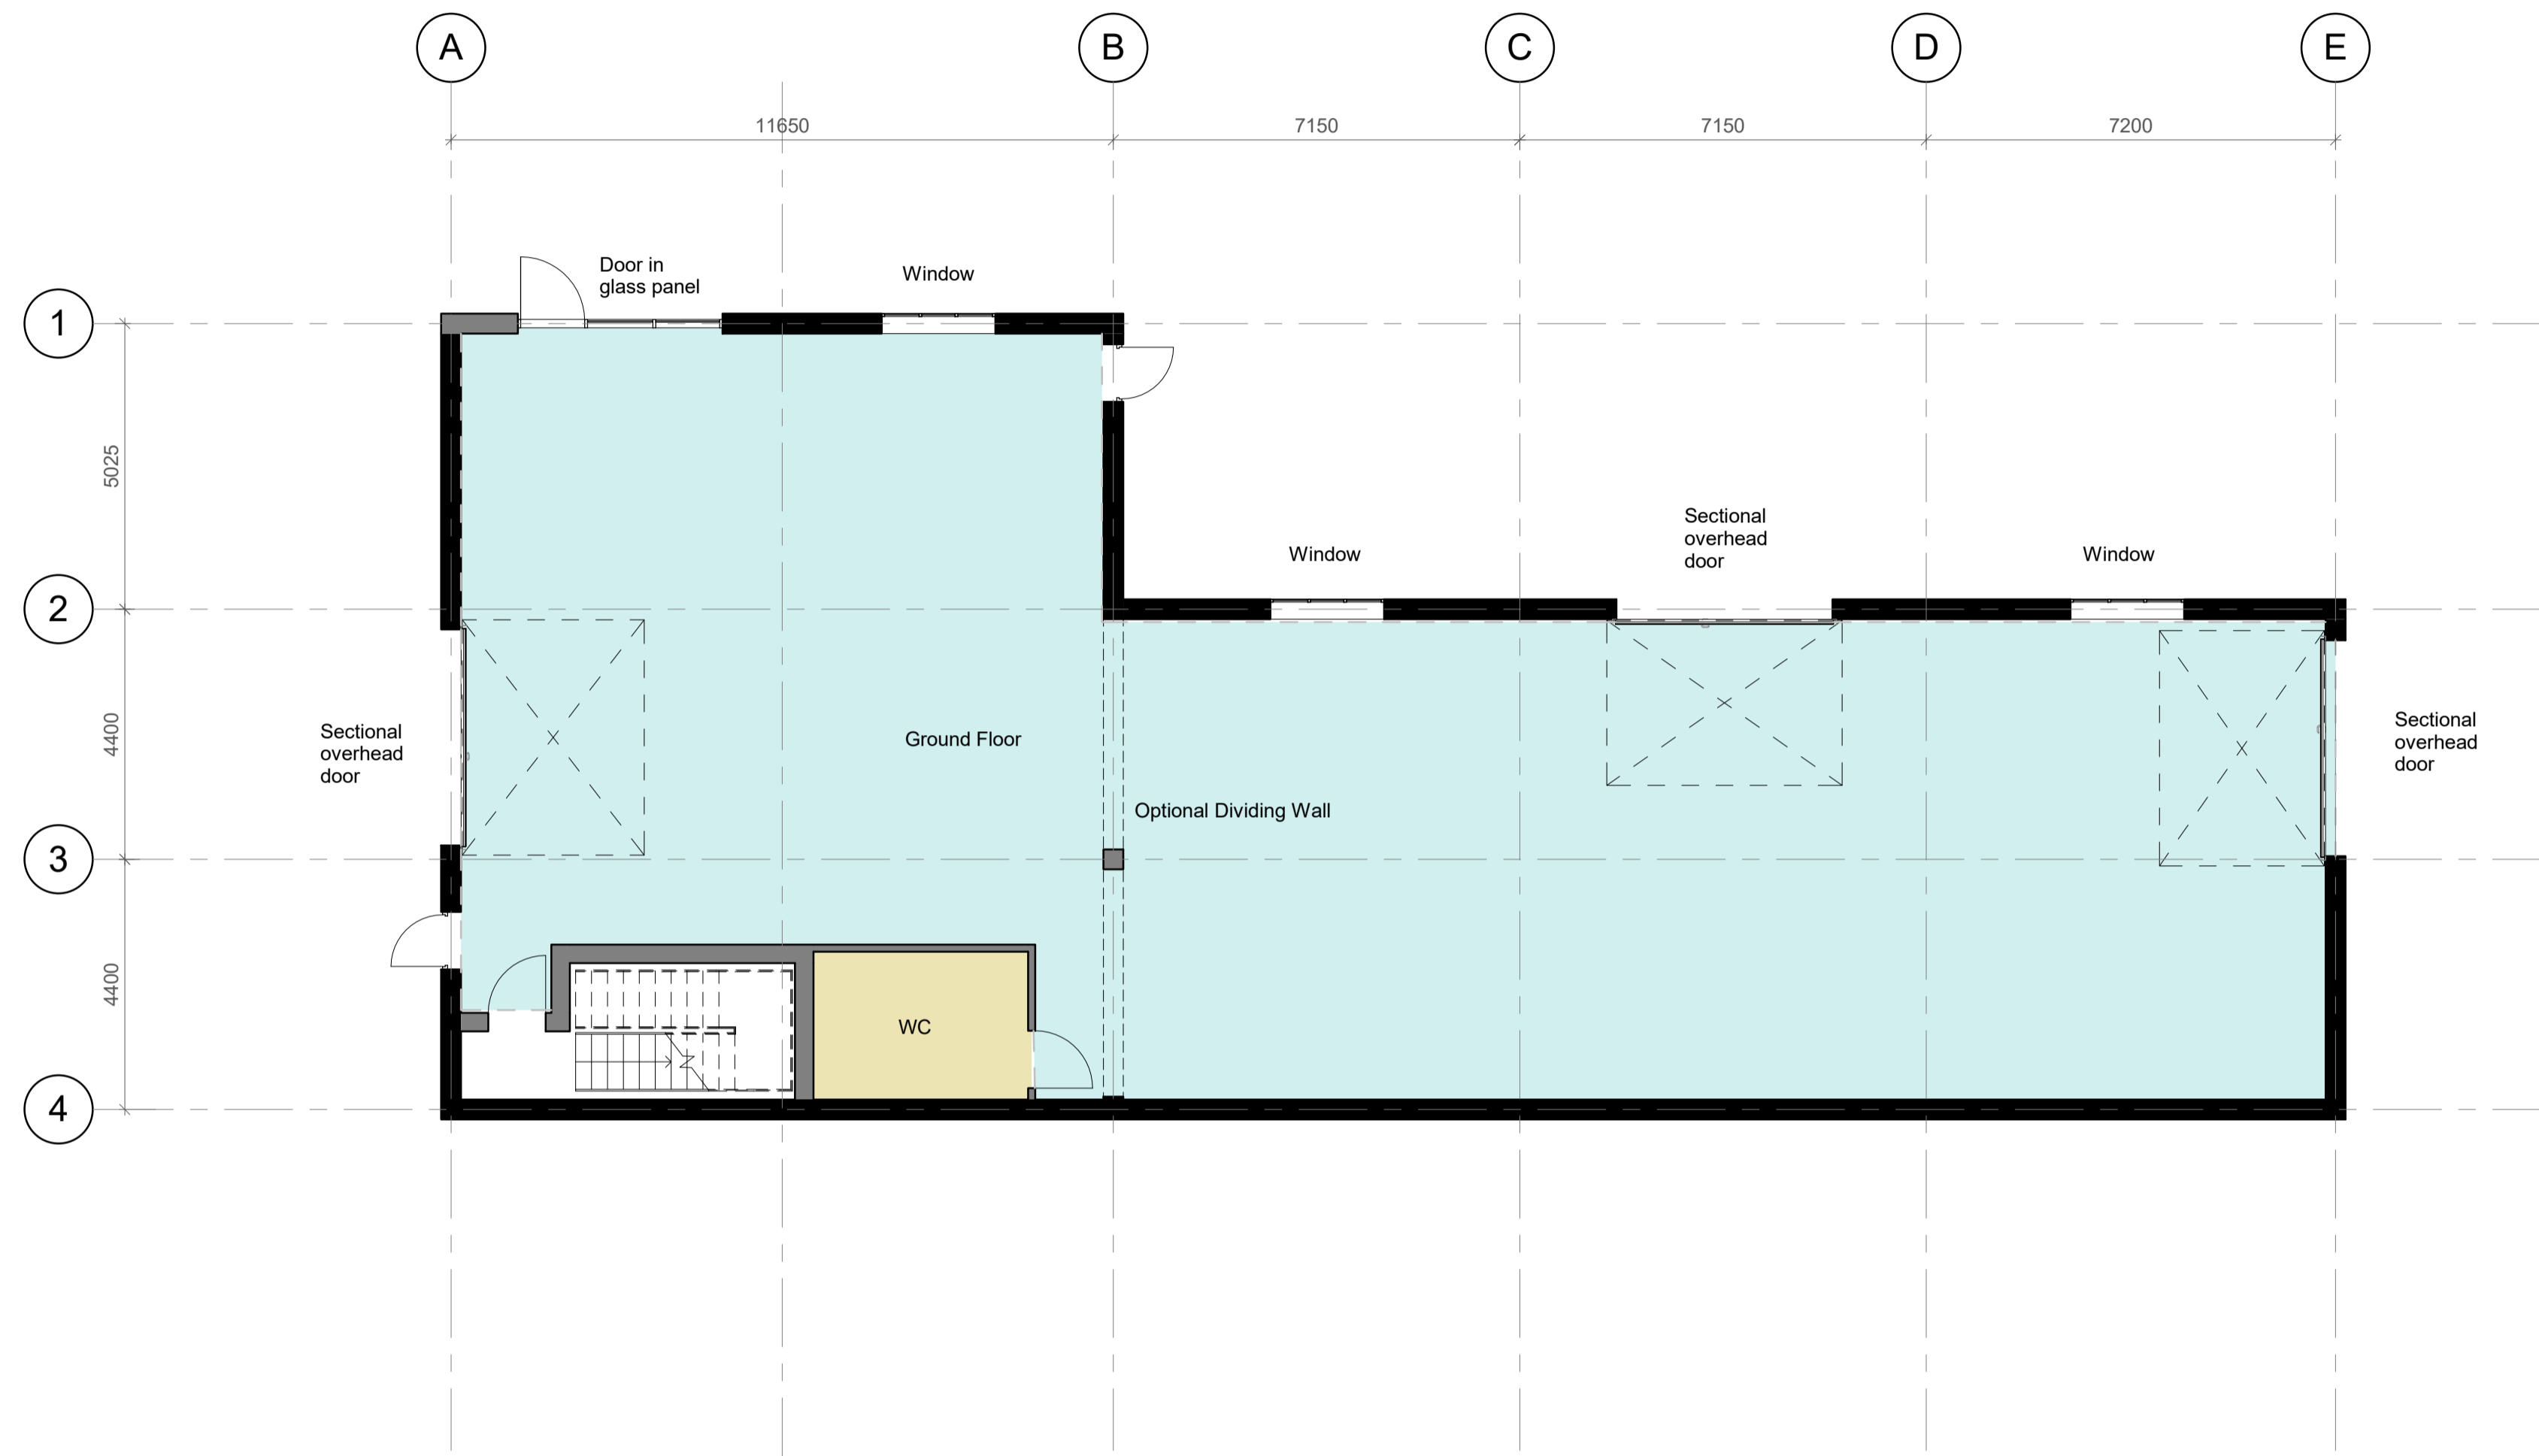 A
B
C
D
E
11650
7150
7150
7200
Door in
glass panel
Window
1
5025
Sectional
overhead
door
Window
Window
2
Sectional
overhead
door
4400
Ground Floor
Sectional
overhead
door
Optional Dividing Wall
3
4400
WC
4